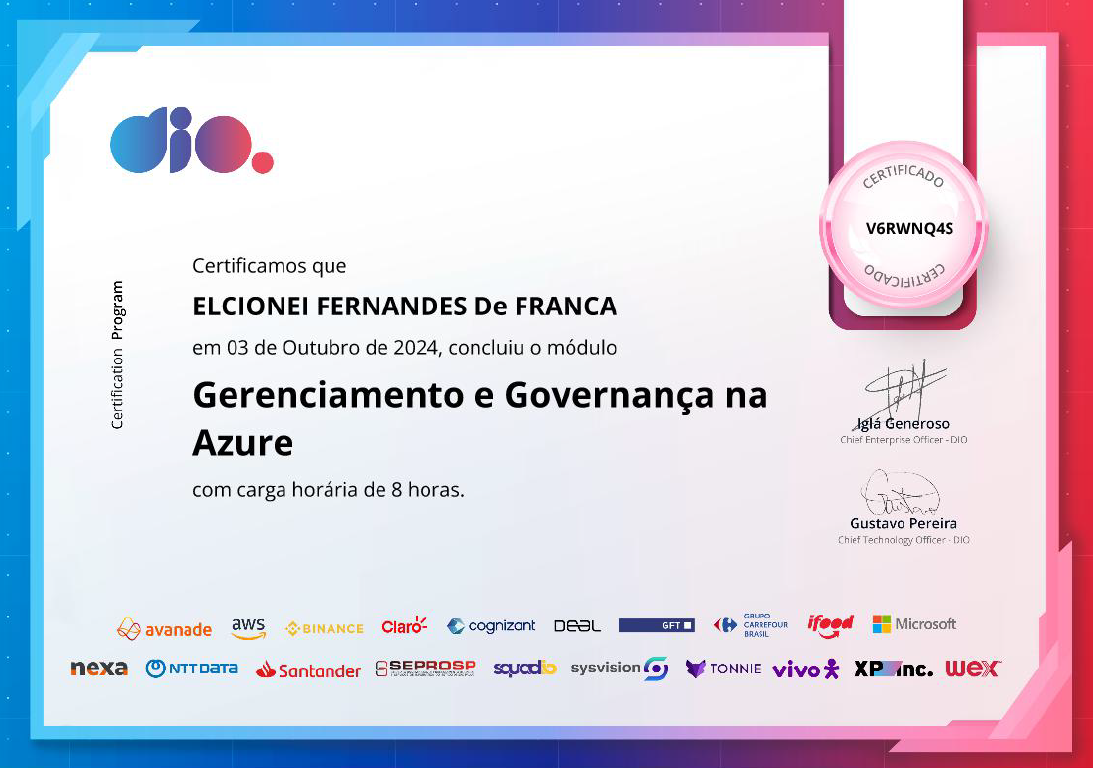 dio.
CERTIFICADO
V6RWNQ4S
CERTIFICADO
Certification Program
Certificamos que
ELCIONEI FERNANDES De FRANCA
em 03 de Outubro de 2024, concluiu o módulo
Gerenciamento e Governança na
Azure
com carga horária de 8 horas.
Iglá Generoso
Chief Enterprise Officer - DIO
Gustavo Pereira
Chief Technology Officer - DIO
avanade aws BINANCE Claro cognizant DEAL GFT GRUPO CARREFOUR BRASIL ifood Microsoft
nexa NTT DATA Santander SEPROSP squadio sysvision TONNIE vivo XP inc. wex